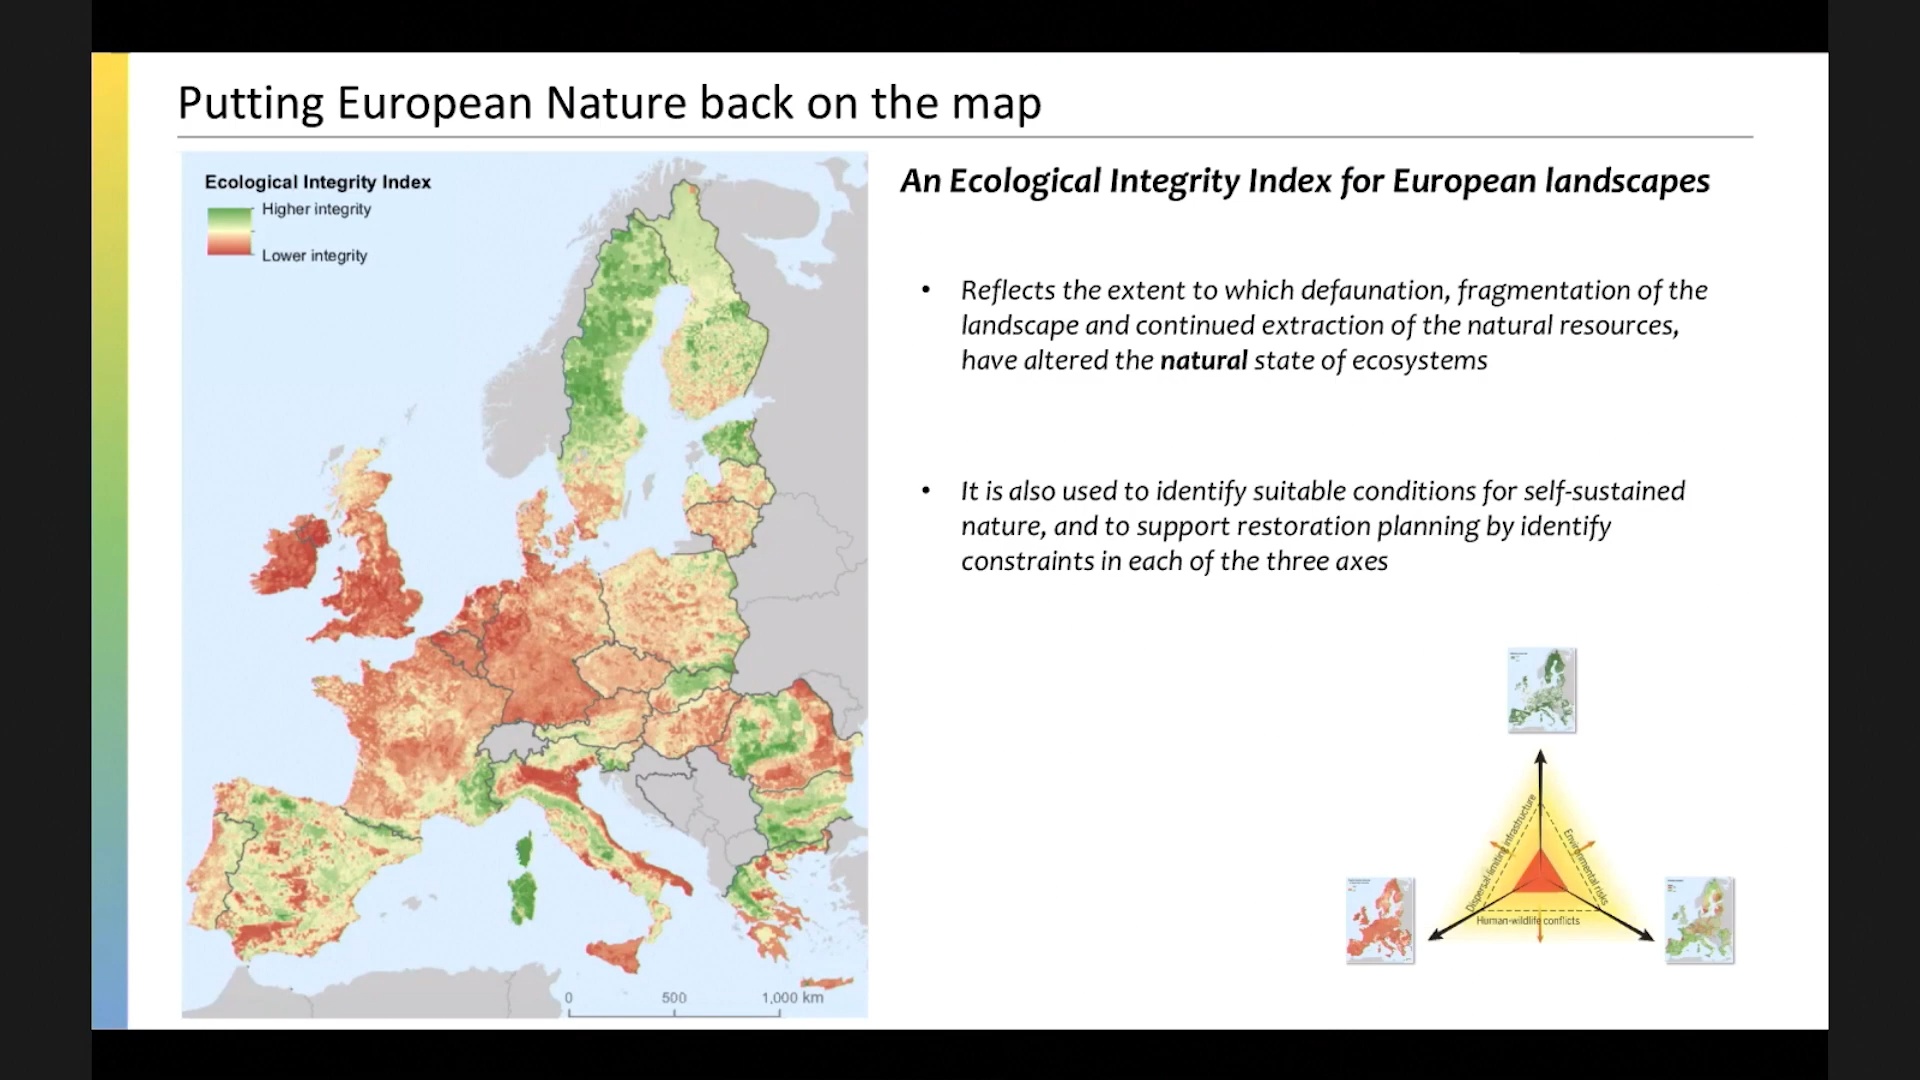 Putting European Nature back on the map
Ecological Integrity Index
Higher integrity
Lower integrity
0 500 1,000 km
An Ecological Integrity Index for European landscapes
• Reflects the extent to which defaunation, fragmentation of the
landscape and continued extraction of the natural resources,
have altered the natural state of ecosystems
• It is also used to identify suitable conditions for self-sustained
nature, and to support restoration planning by identify
constraints in each of the three axes
Dispersal-limiting infrastructure
Environmental risks
Human-wildlife conflicts